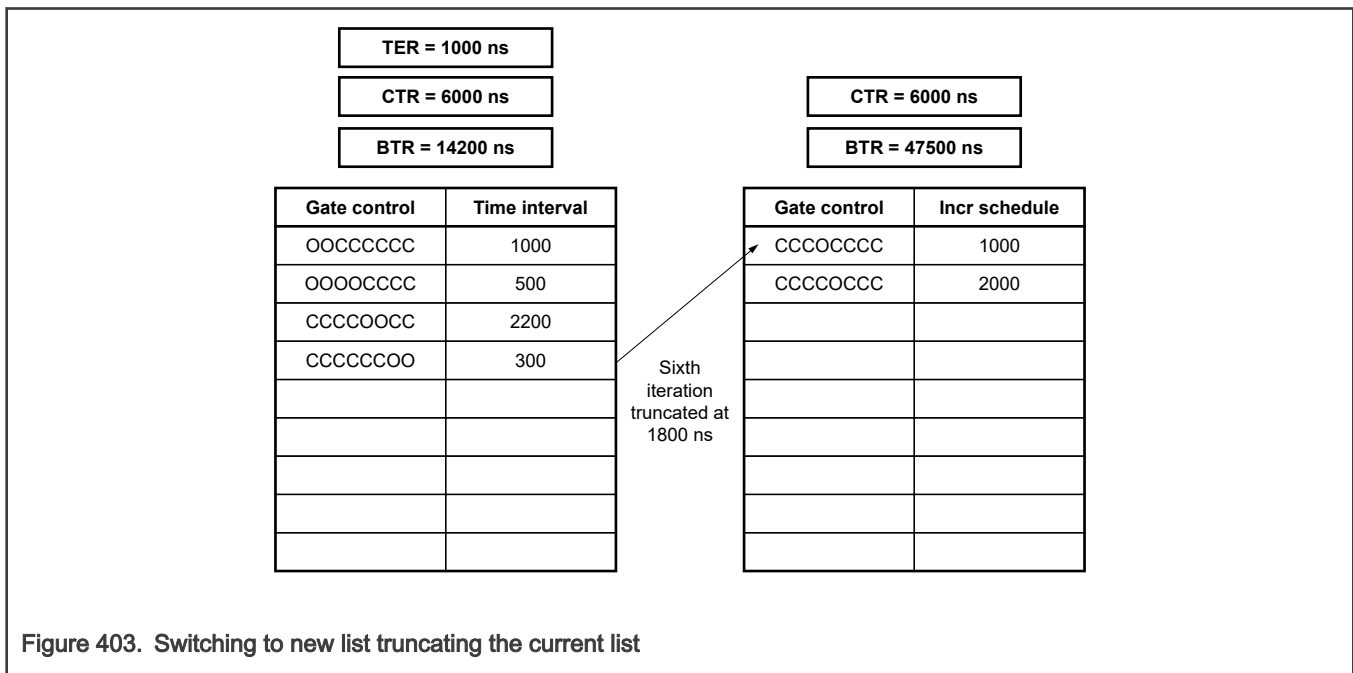 TER = 1000 ns
CTR = 6000 ns
BTR = 14200 ns
CTR = 6000 ns
BTR = 47500 ns
Gate control Time interval
OOCCCCCC 1000
OOOOCCCC 500
CCCCOOCC 2200
CCCCCCOO 300
Sixth
iteration
truncated at
1800 ns
Gate control Incr schedule
CCCOCCCC 1000
CCCCOCCC 2000
Figure 403. Switching to new list truncating the current list